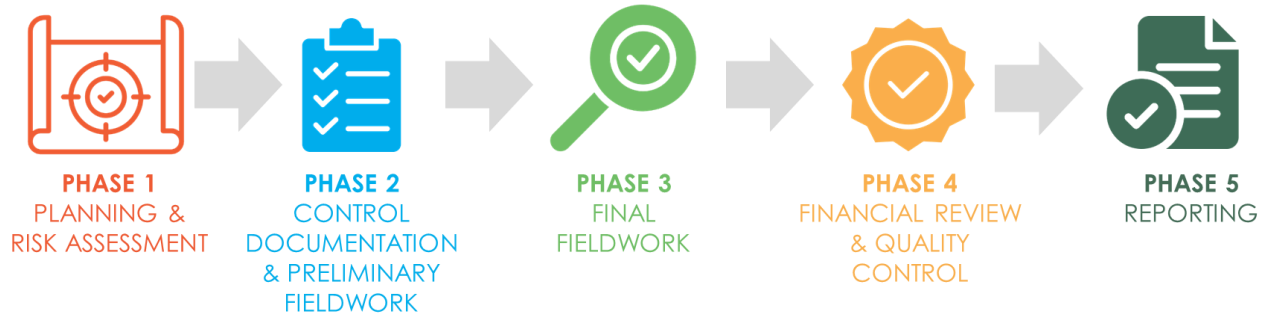 PHASE 1
PLANNING &
RISK ASSESSMENT
PHASE 2
CONTROL
DOCUMENTATION
& PRELIMINARY
FIELDWORK
PHASE 3
FINAL
FIELDWORK
PHASE 4
FINANCIAL REVIEW
& QUALITY
CONTROL
PHASE 5
REPORTING